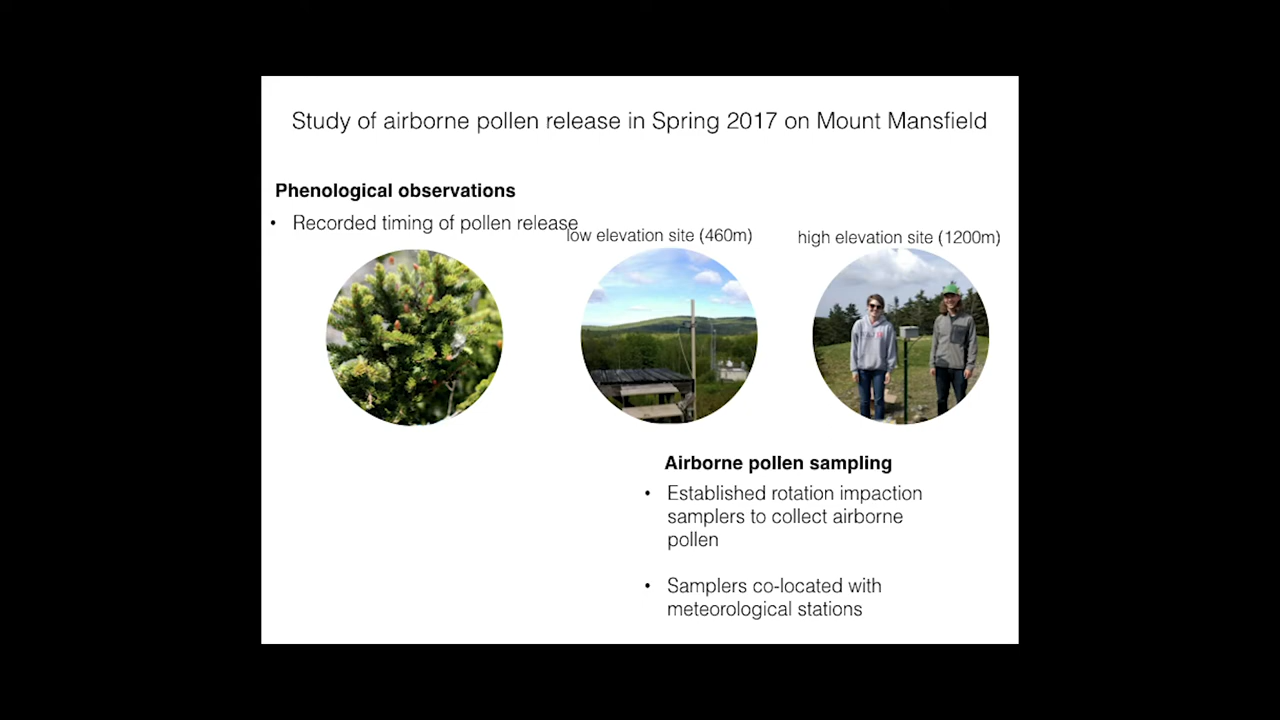 Study of airborne pollen release in Spring 2017 on Mount Mansfield
Phenological observations
• Recorded timing of pollen release
low elevation site (460m)
high elevation site (1200m)
Airborne pollen sampling
• Established rotation impaction
samplers to collect airborne
pollen
• Samplers co-located with
meteorological stations